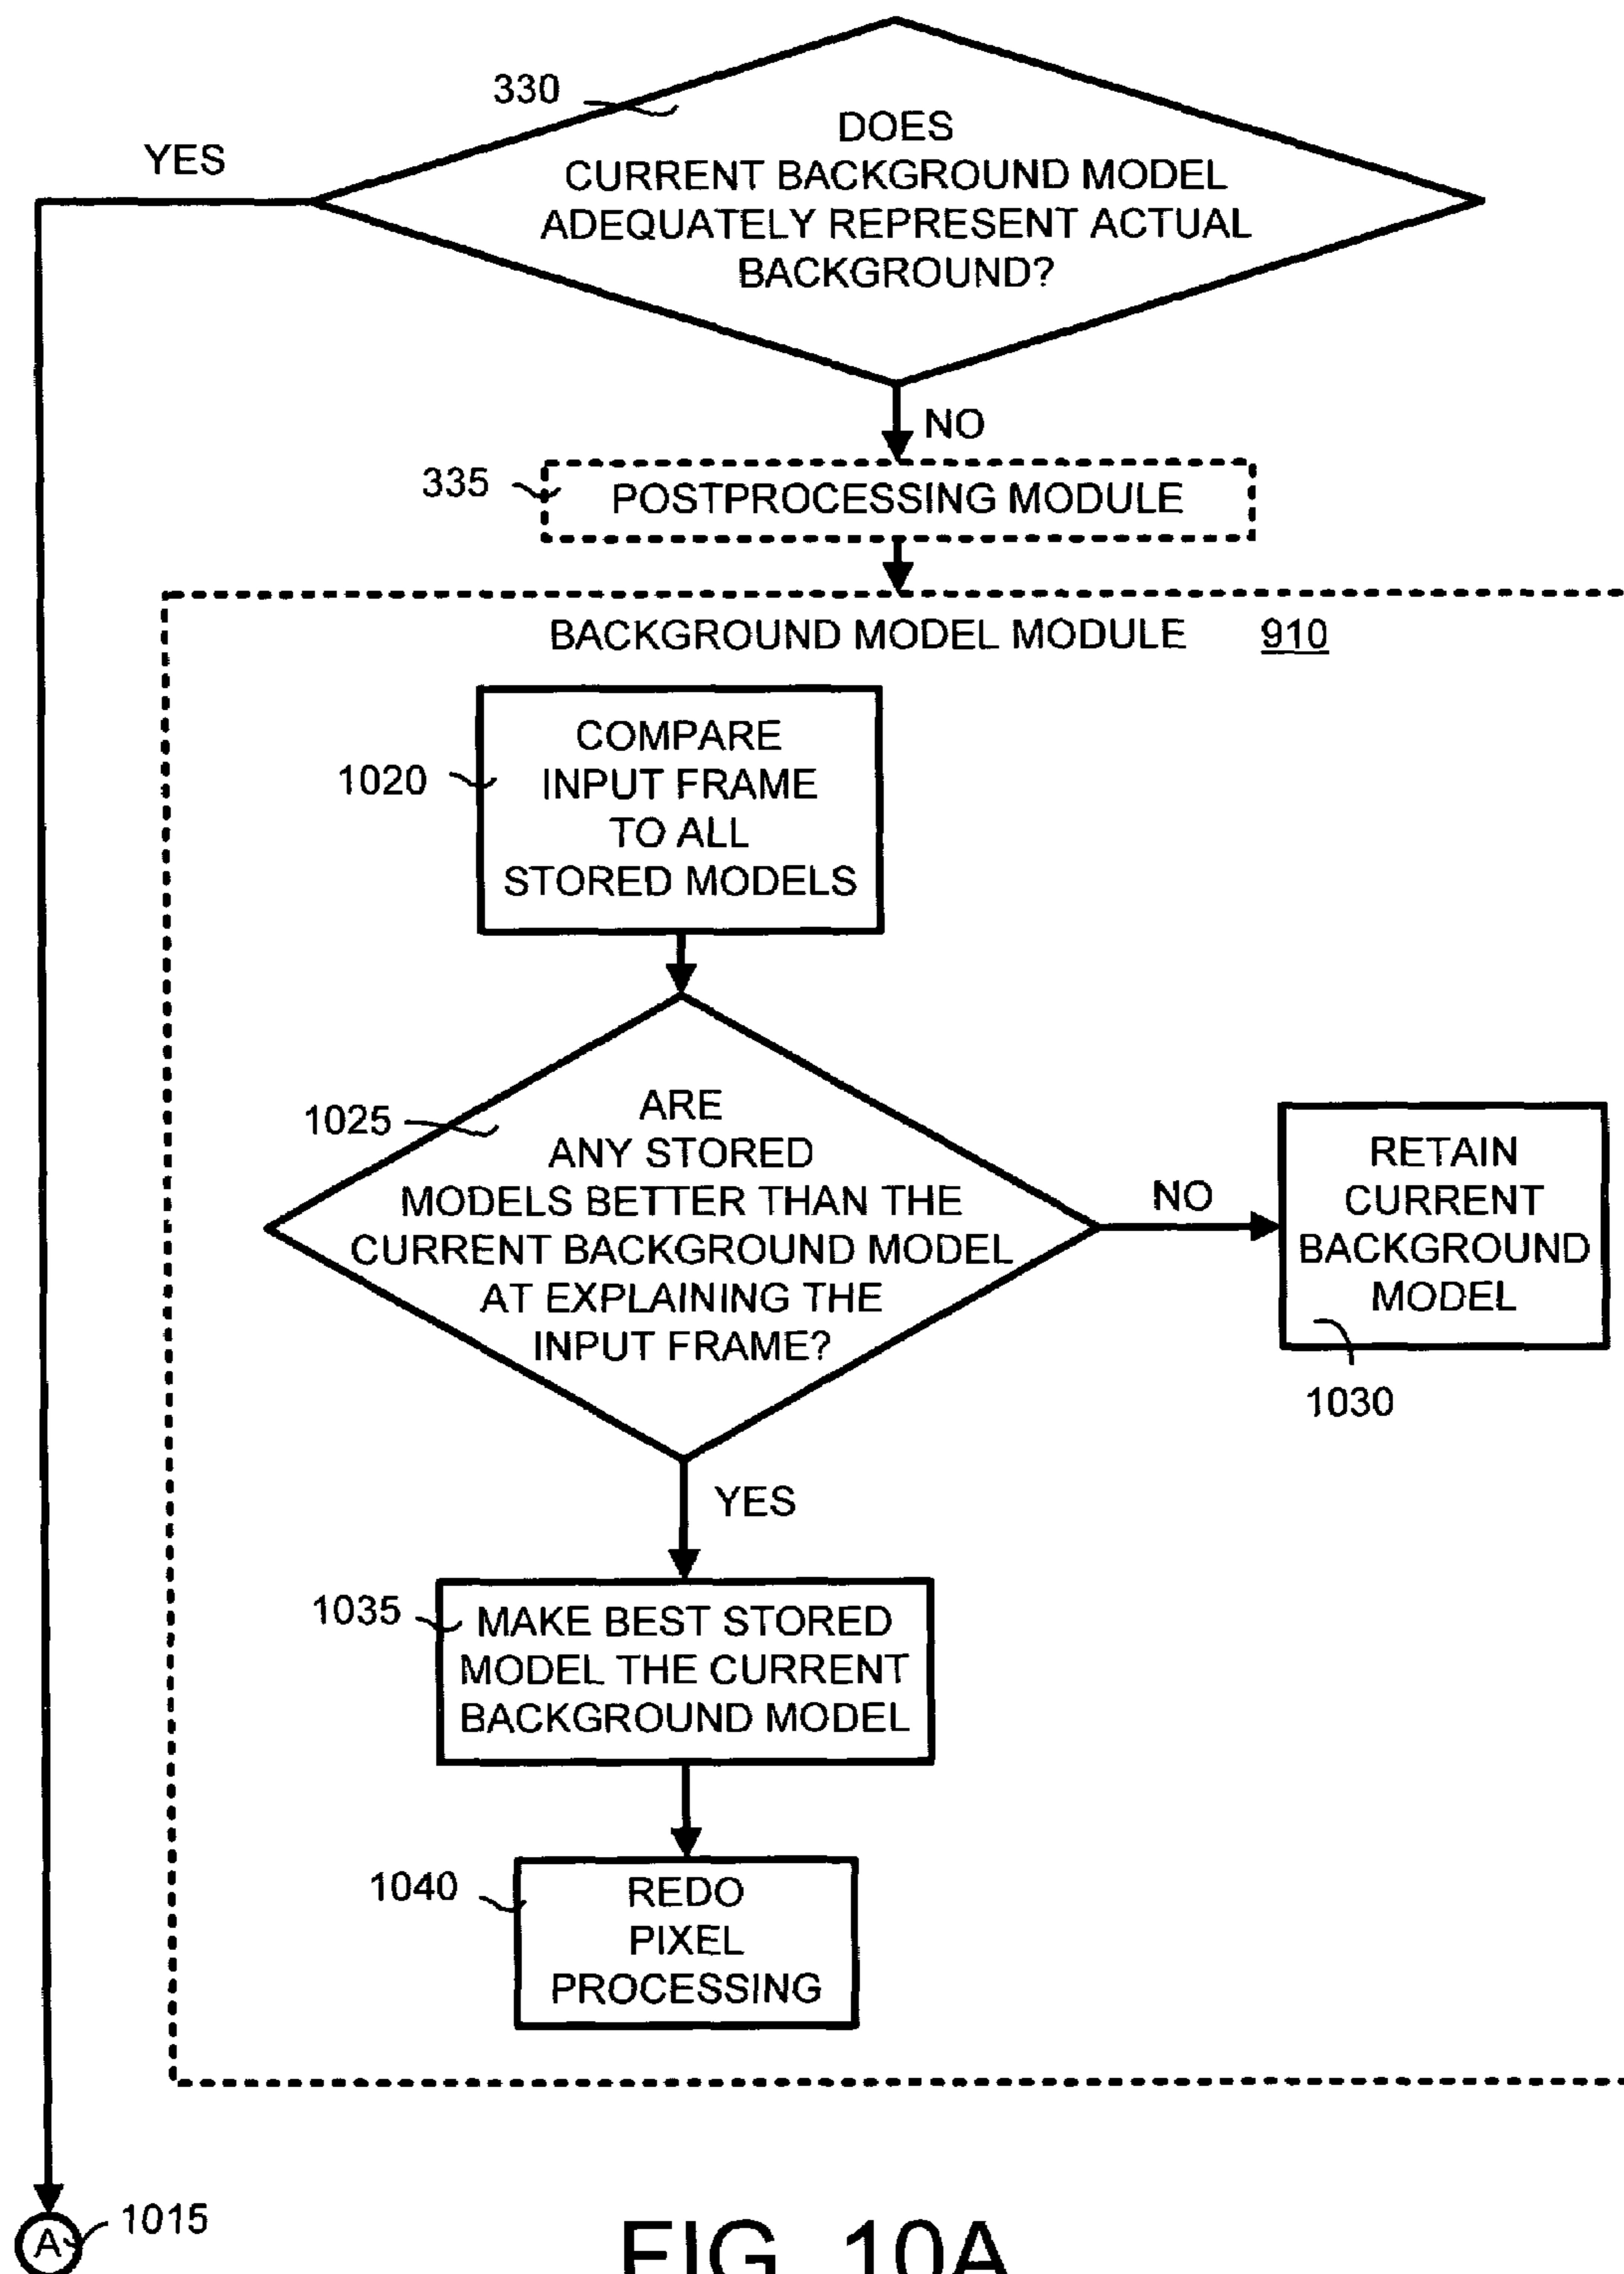 330
YES
DOES
CURRENT BACKGROUND MODEL
ADEQUATELY REPRESENT ACTUAL
BACKGROUND?
NO
335
POSTPROCESSING MODULE
BACKGROUND MODEL MODULE 910
1020
COMPARE
INPUT FRAME
TO ALL
STORED MODELS
1025
ARE
ANY STORED
MODELS BETTER THAN THE
CURRENT BACKGROUND MODEL
AT EXPLAINING THE
INPUT FRAME?
NO
RETAIN
CURRENT
BACKGROUND
MODEL
1030
YES
1035
MAKE BEST STORED
MODEL THE CURRENT
BACKGROUND MODEL
1040
REDO
PIXEL
PROCESSING
A
1015
FIG. 10A